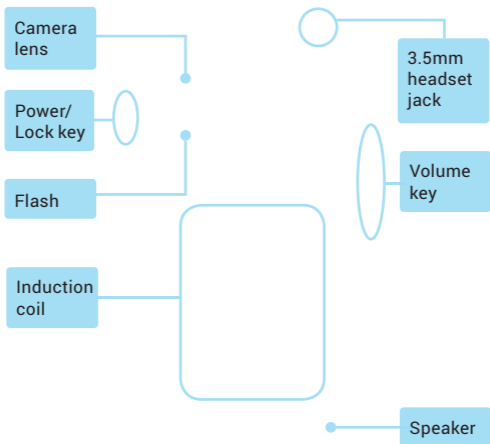 Camera
lens
Power/
Lock key
Flash
Induction
coil
3.5mm
headset
jack
Volume
key
Speaker